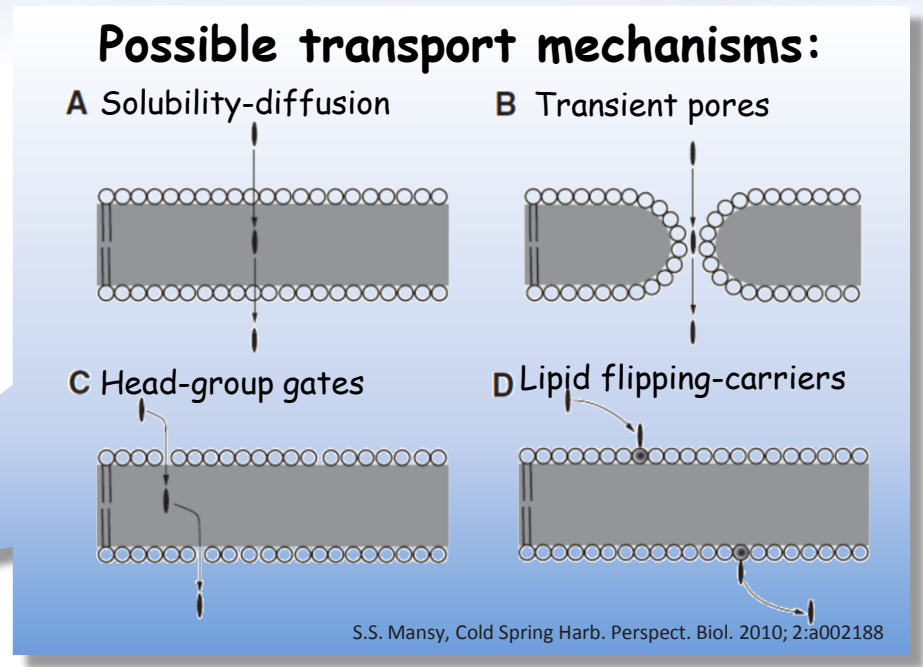 Possible transport mechanisms:
A Solubility-diffusion
B Transient pores
C Head-group gates
D Lipid flipping-carriers
S.S. Mansy, Cold Spring Harb. Perspect. Biol. 2010; 2:a002188